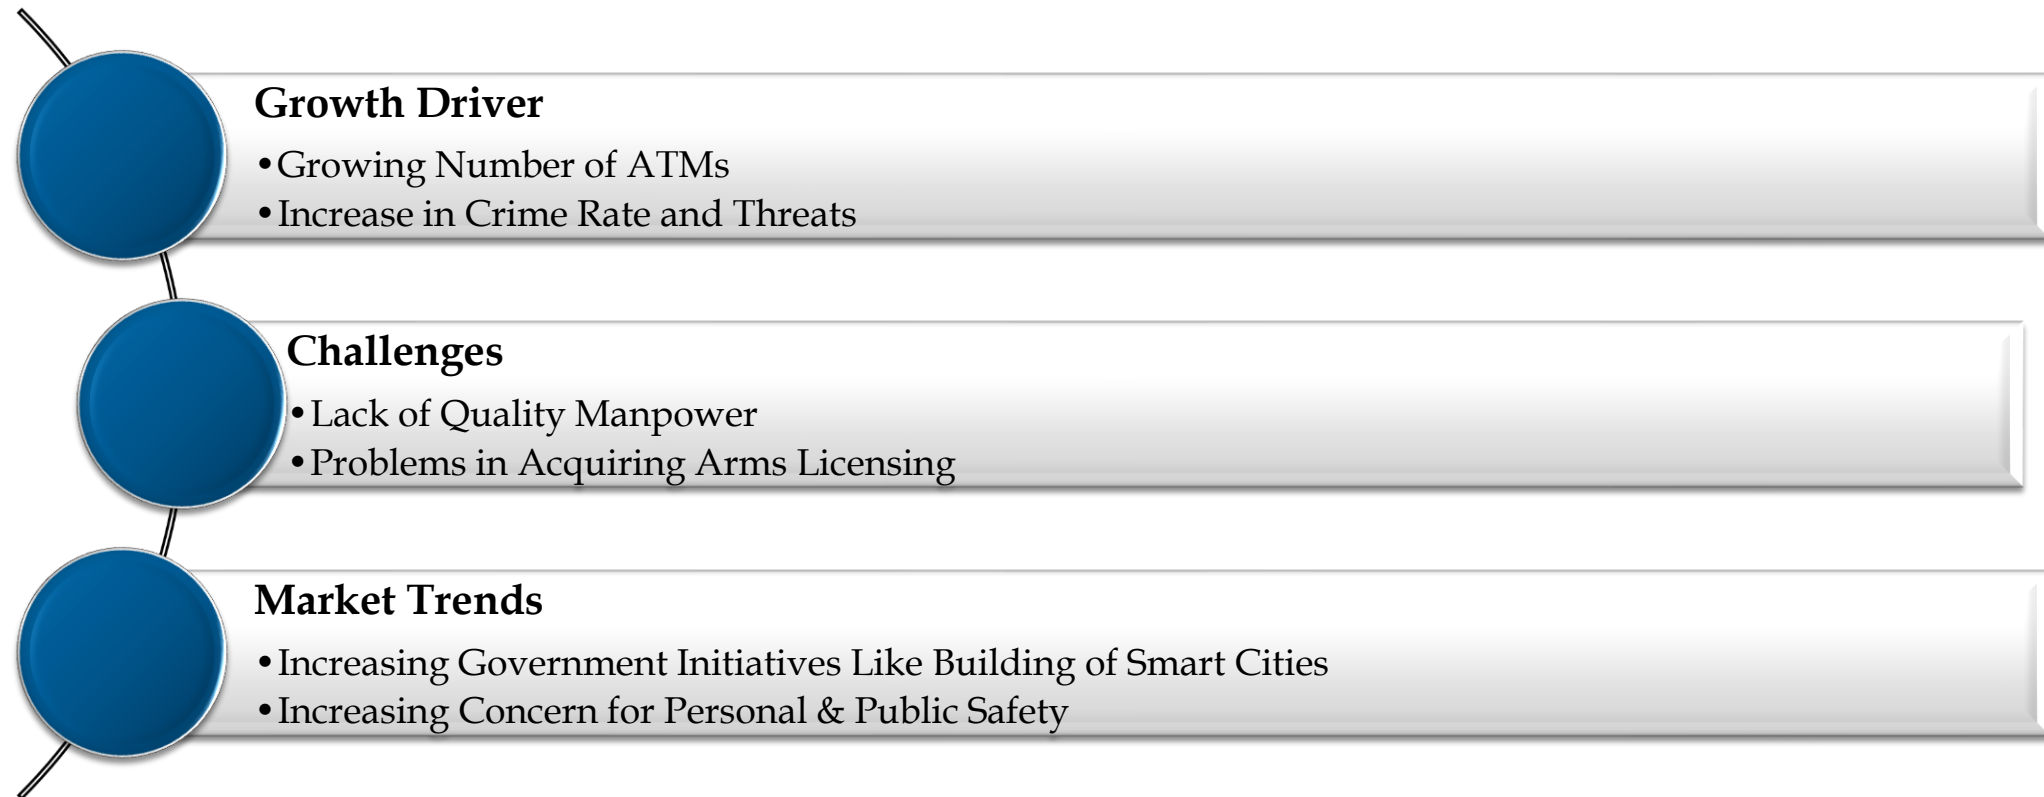 Growth Driver
•Growing Number of ATMs
•Increase in Crime Rate and Threats
Challenges
•Lack of Quality Manpower
•Problems in Acquiring Arms Licensing
Market Trends
•Increasing Government Initiatives Like Building of Smart Cities
•Increasing Concern for Personal & Public Safety